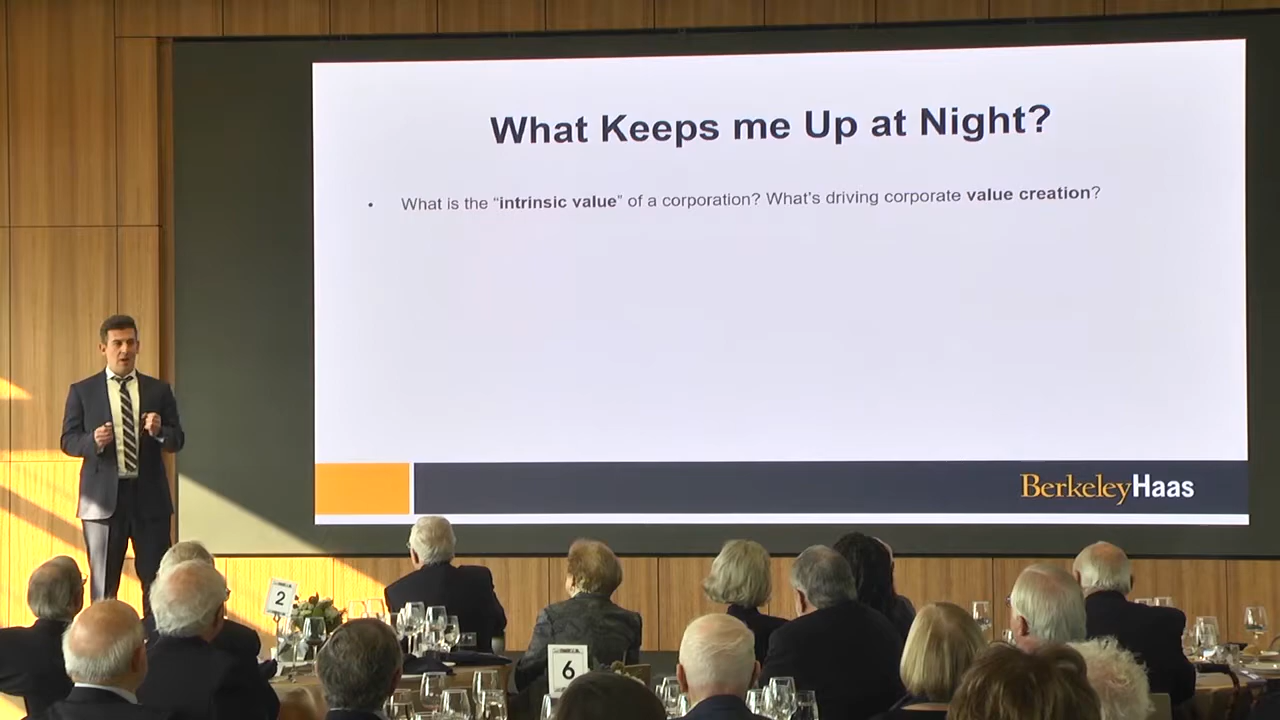 What Keeps me Up at Night?
• What is the “intrinsic value” of a corporation? What’s driving corporate value creation?
BerkeleyHaas
2
6